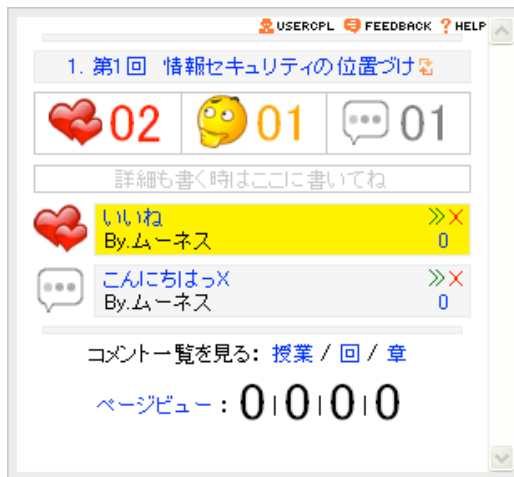 USERCPL FEEDBACK ? HELP
1. 第1回 情報セキュリティの位置づけ
02 01 01
詳細も書く時はここに書いてね
いいね
By.ムーネス 0
こんにちはっX
By.ムーネス 0
コメント一覧を見る: 授業 / 回 / 章
ページビュー : 0|0|0|0